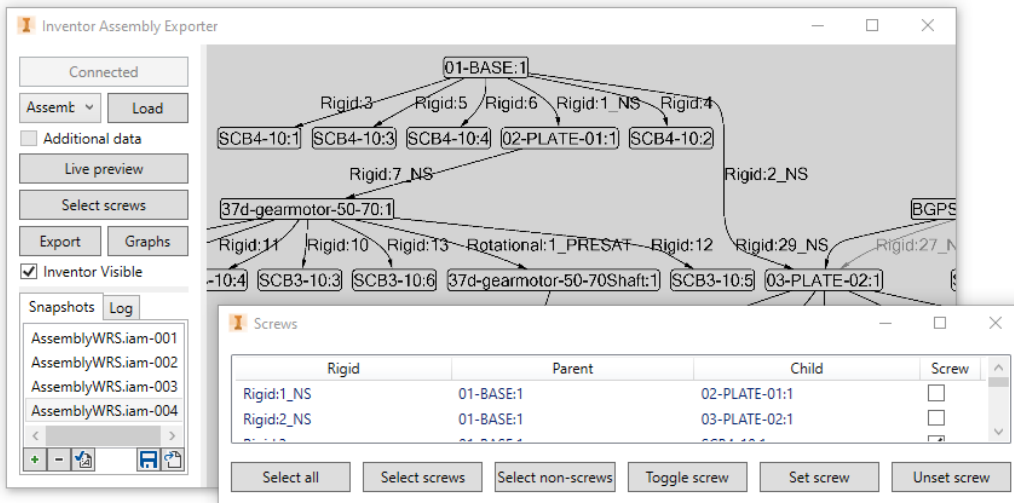 Inventor Assembly Exporter
Connected
Assemb
Load
Additional data
Live preview
Select screws
Export
Graphs
Inventor Visible
Snapshots
Log
AssemblyWRS.iam-001
AssemblyWRS.iam-002
AssemblyWRS.iam-003
AssemblyWRS.iam-004
01-BASE:1
Rigid:3 Rigid:5 Rigid:6 Rigid:1_NS Rigid:4
SCB4-10:1 SCB4-10:3 SCB4-10:4 02-PLATE-01:1 SCB4-10:2
Rigid:7_NS Rigid:2_NS
37d-gearmotor-50-70:1 BGPS
Rigid:11 Rigid:10 Rigid:13 Rotational:1_PRESAT Rigid:12 Rigid:29_NS Rigid:27_N
-10:4 SCB3-10:3 SCB3-10:6 37d-gearmotor-50-70Shaft:1 SCB3-10:5 03-PLATE-02:1
Screws
Rigid Parent Child Screw
Rigid:1_NS 01-BASE:1 02-PLATE-01:1
Rigid:2_NS 01-BASE:1 03-PLATE-02:1
Select all Select screws Select non-screws Toggle screw Set screw Unset screw